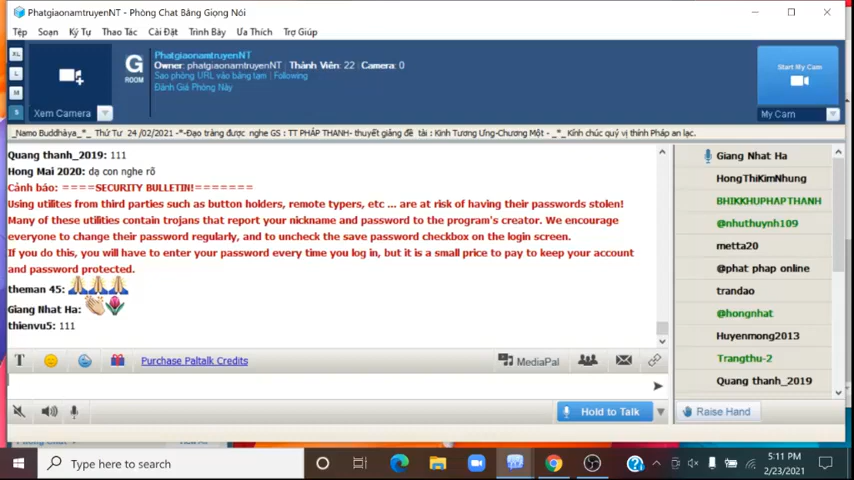 PhatgiaonamtruyenNT - Phòng Chat Bằng Giọng Nói
Tệp Soạn Ký Tự Thao Tác Cài Đặt Trình Bày Ưa Thích Trợ Giúp
XL
L
M
S
Xem Camera
G
ROOM
PhatgiaonamtruyenNT
Owner: phatgiaonamtruyenNT | Thành Viên: 22 | Camera: 0
Sao phòng URL vào bảng tạm | Following
Đánh Giá Phòng Này
Start My Cam
My Cam
_Namo Buddhàya_*_ Thứ Tư 24 /02/2021 -*-Đạo tràng được nghe GS : TT PHÁP THANH- thuyết giảng đề tài : Kinh Tương Ưng-Chương Một - _*_ Kính chúc quý vị thính Pháp an lạc.
Quang thanh_2019: 111
Hong Mai 2020: dạ con nghe rõ
Cảnh báo: ====SECURITY BULLETIN!=======
Using utilites from third parties such as button holders, remote typers, etc ... are at risk of having their passwords stolen!
Many of these utilities contain trojans that report your nickname and password to the program's creator. We encourage
everyone to change their password regularly, and to uncheck the save password checkbox on the login screen.
If you do this, you will have to enter your password every time you log in, but it is a small price to pay to keep your account
and password protected.
theman 45:
Giang Nhat Ha:
thienvu5: 111
Giang Nhat Ha
HongThiKimNhung
BHIKKHUPHAPTHANH
@nhuthuynh109
metta20
@phat phap online
trandao
@hongnhat
Huyenmong2013
Trangthu-2
Quang thanh_2019
T
Purchase Paltalk Credits
MediaPal
Hold to Talk
Raise Hand
Type here to search
5:11 PM
2/23/2021